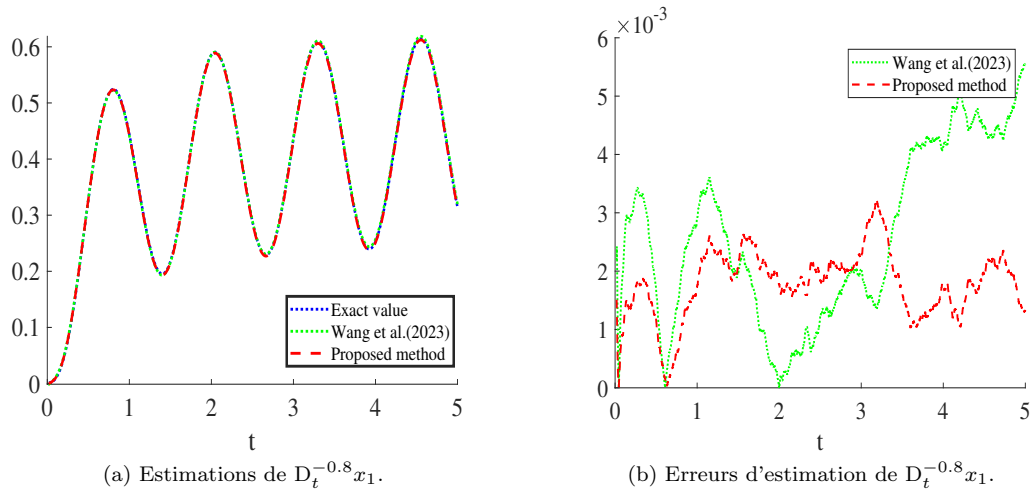 0.6
0.5
0.4
0.3
0.2
0.1
0
0 1 2 3 4 5
t
Exact value
Wang et al.(2023)
Proposed method
(a) Estimations de D_t^{-0.8}x_1.
×10^{-3}
6
5
4
3
2
1
0
0 1 2 3 4 5
t
Wang et al.(2023)
Proposed method
(b) Erreurs d'estimation de D_t^{-0.8}x_1.